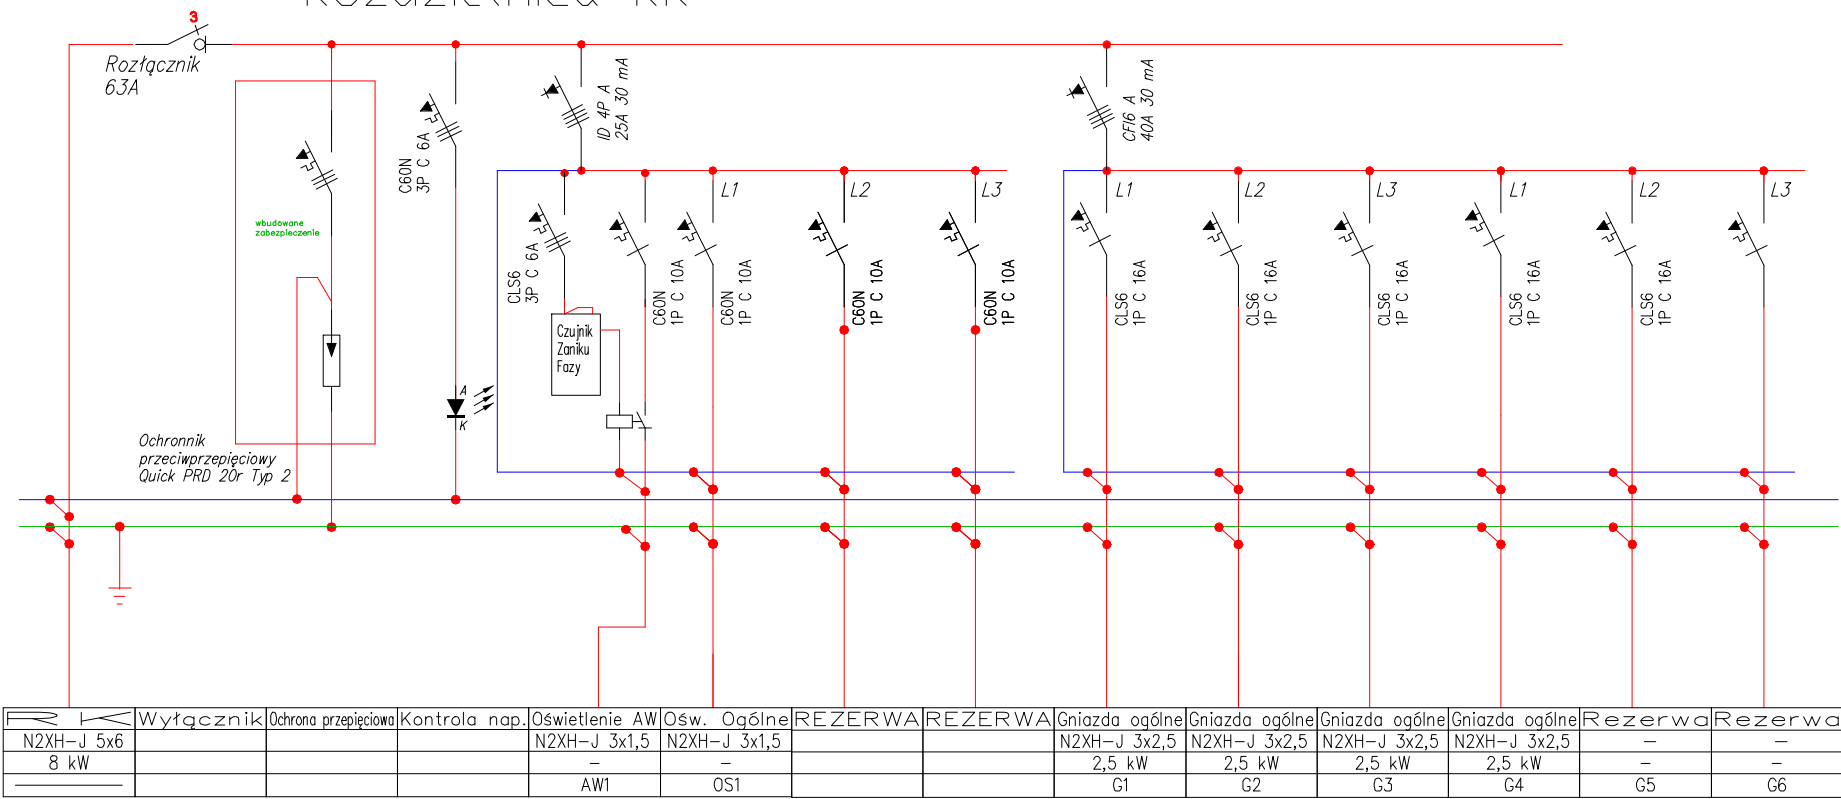 3
Rozłącznik
63A
wbudowane
zabezpieczenie
Ochronnik
przeciwprzepięciowy
Quick PRD 20r Typ 2
C60N
3P C 6A
A
K
ID 4P A
25A 30 mA
CFI6 A
40A 30 mA
L1
L2
L3
L1
L2
L3
L1
L2
L3
CLS6
3P C 6A
Czujnik
Zaniku
Fazy
C60N
1P C 10A
C60N
1P C 10A
C60N
1P C 10A
C60N
1P C 10A
CLS6
1P C 16A
CLS6
1P C 16A
CLS6
1P C 16A
CLS6
1P C 16A
CLS6
1P C 16A
RK Wyłącznik Ochrona przepięciowa Kontrola nap. Oświetlenie AW Ośw. Ogólne REZERWA REZERWA Gniazda ogólne Gniazda ogólne Gniazda ogólne Gniazda ogólne Rezerwa Rezerwa
N2XH-J 5x6 N2XH-J 3x1,5 N2XH-J 3x1,5 N2XH-J 3x2,5 N2XH-J 3x2,5 N2XH-J 3x2,5 N2XH-J 3x2,5 - -
8 kW - - 2,5 kW 2,5 kW 2,5 kW 2,5 kW - -
AW1 OS1 G1 G2 G3 G4 G5 G6